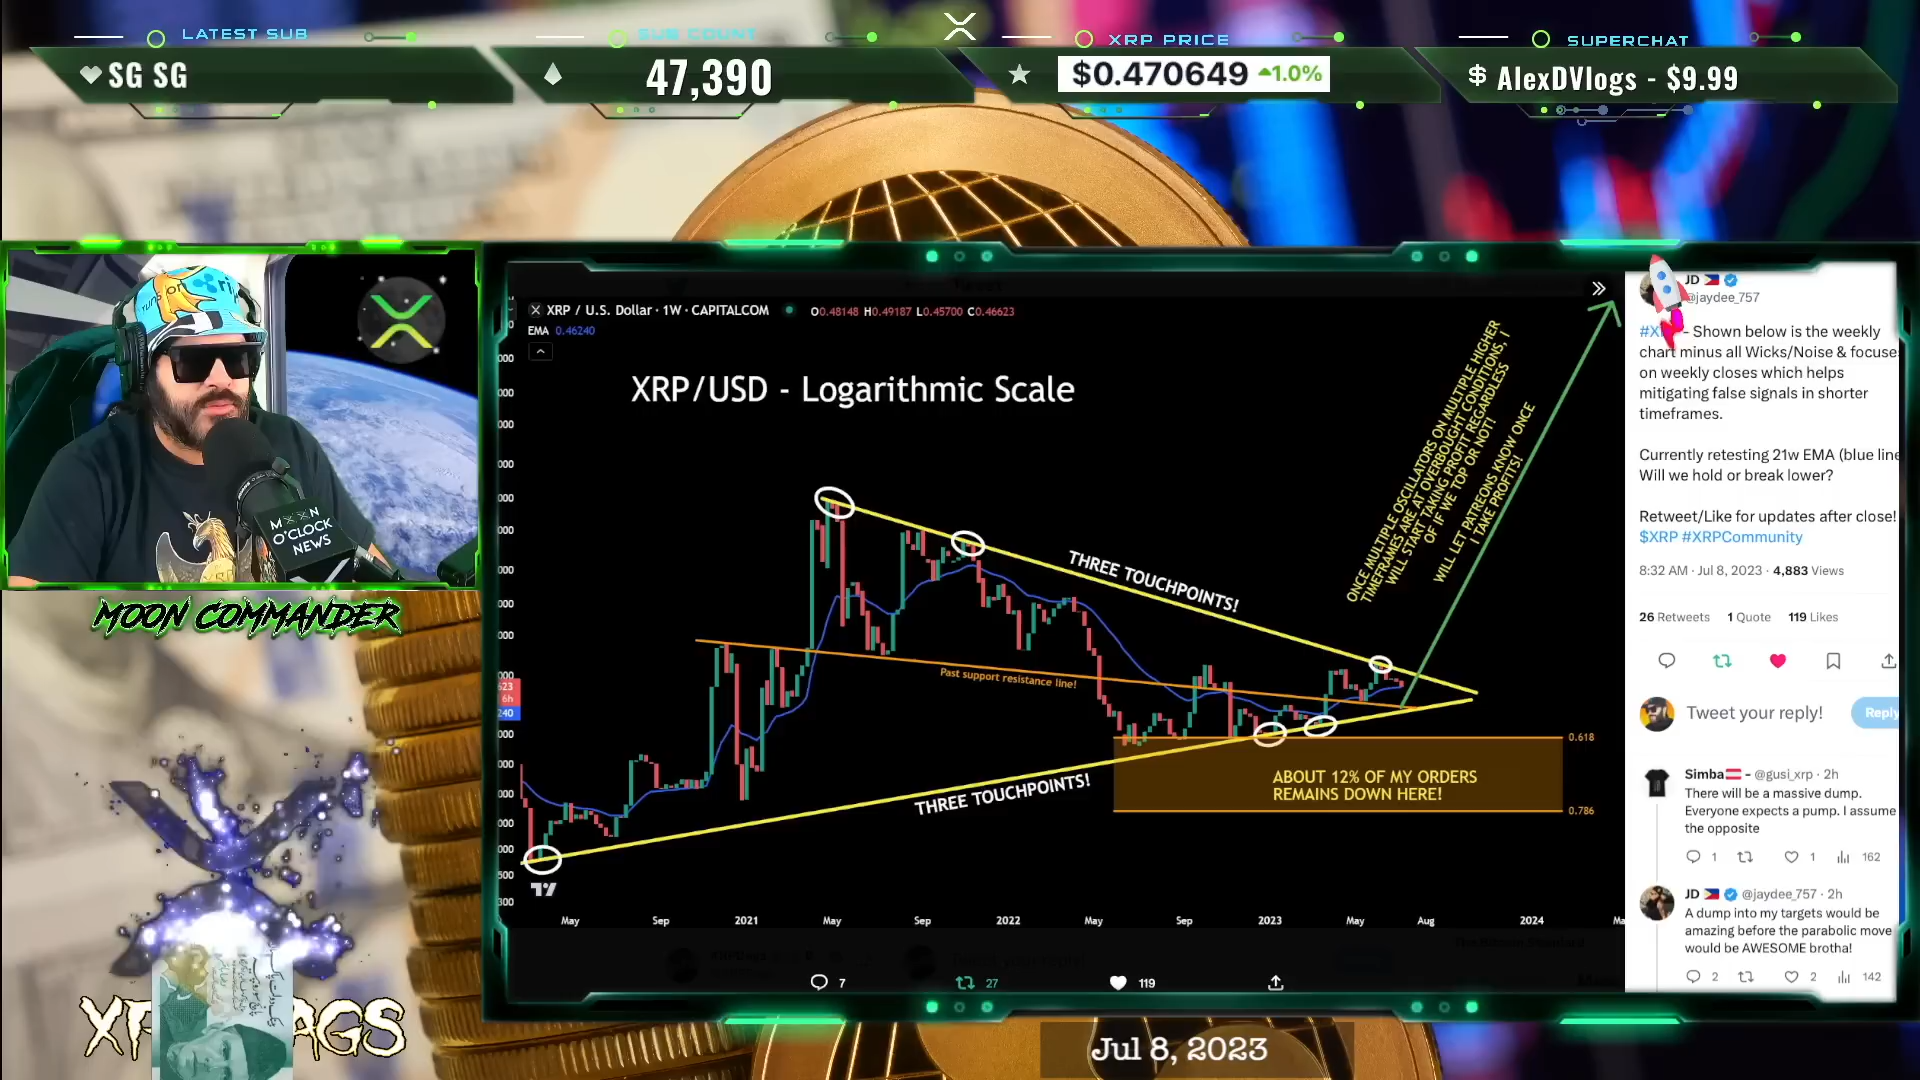 LATEST SUB
SG SG
SUB COUNT
47,390
XRP PRICE
$0.470649 1.0%
SUPERCHAT
AlexDVlogs - $9.99
XRP / U.S. Dollar · 1W · CAPITALCOM
O0.48148 H0.49187 L0.45700 C0.46623
EMA 0.46240
XRP/USD - Logarithmic Scale
ONCE MULTIPLE OSCILLATORS ON MULTIPLE HIGHER
TIMEFRAMES ARE AT OVERBOUGHT CONDITIONS, I
WILL START TAKING PROFIT REGARDLESS
OF IF WE TOP OR NOT!
WILL LET PATREONS KNOW ONCE
I TAKE PROFITS!
THREE TOUCHPOINTS!
Past support resistance line!
0.618
ABOUT 12% OF MY ORDERS
REMAINS DOWN HERE!
0.786
THREE TOUCHPOINTS!
May Sep 2021 May Sep 2022 May Sep 2023 May Aug 2024
7 27 119
JD
@jaydee_757
- Shown below is the weekly
chart minus all Wicks/Noise & focuse
on weekly closes which helps
mitigating false signals in shorter
timeframes.
Currently retesting 21w EMA (blue line
Will we hold or break lower?
Retweet/Like for updates after close!
$XRP #XRPCommunity
8:32 AM · Jul 8, 2023 · 4,883 Views
26 Retweets 1 Quote 119 Likes
Tweet your reply!
Reply
Simba - @gusi_xrp · 2h
There will be a massive dump.
Everyone expects a pump. I assume
the opposite
1 1 162
JD @jaydee_757 · 2h
A dump into my targets would be
amazing before the parabolic move
would be AWESOME brotha!
2 2 142
MOON
O'CLOCK
NEWS
MOON COMMANDER
Jul 8, 2023